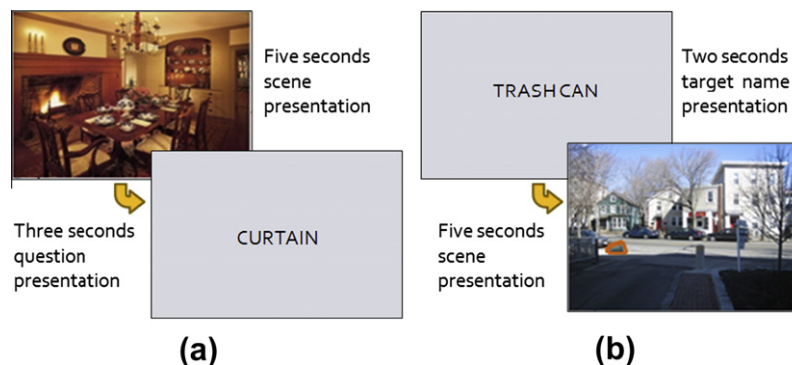 Five seconds
scene
presentation
Three seconds
question
presentation
CURTAIN
(a)
TRASH CAN
Two seconds
target name
presentation
Five seconds
scene
presentation
(b)